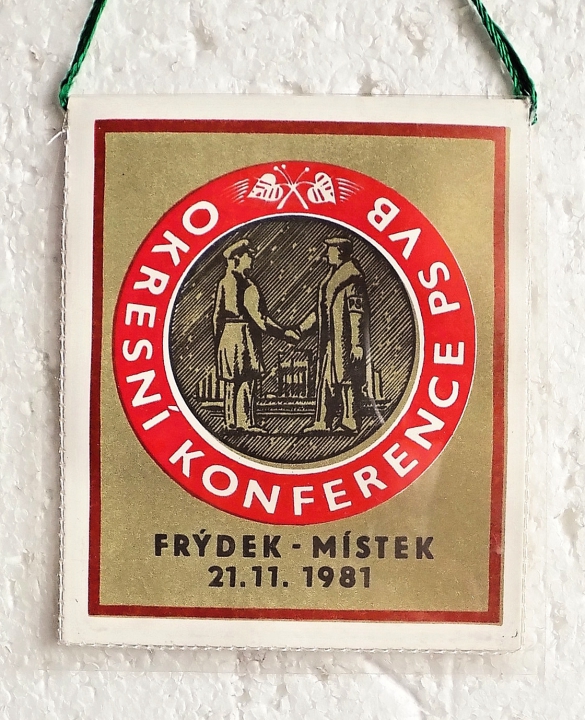 OKRESNÍ KONFERENCE PS VB
FRÝDEK - MÍSTEK
21.11. 1981